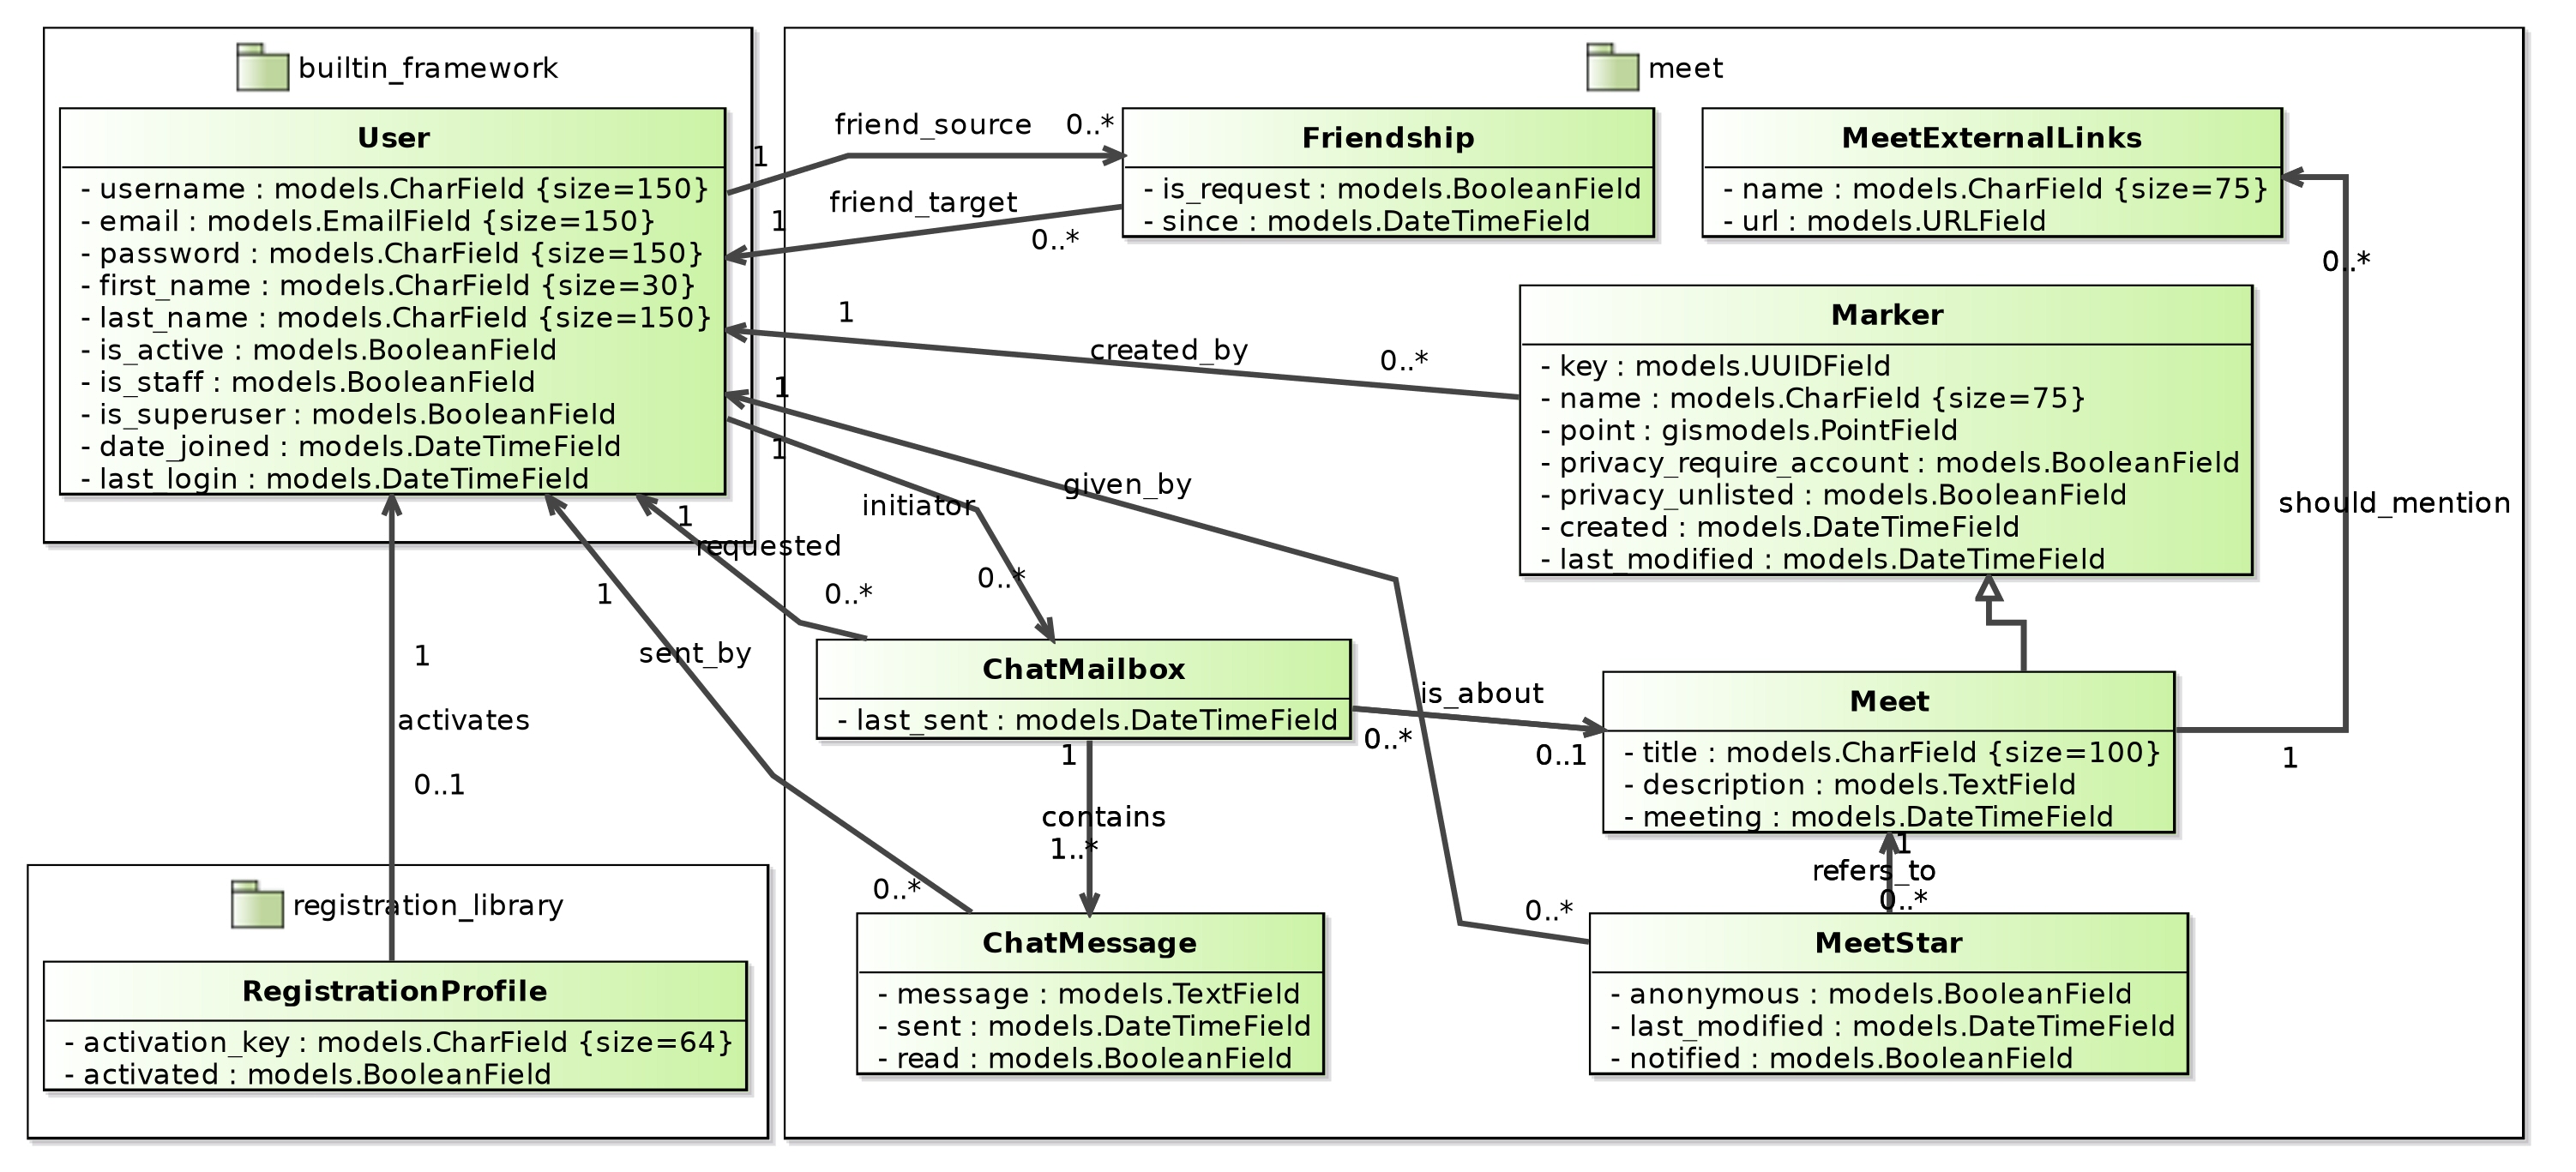 builtin_framework
User
- username : models.CharField {size=150}
- email : models.EmailField {size=150}
- password : models.CharField {size=150}
- first_name : models.CharField {size=30}
- last_name : models.CharField {size=150}
- is_active : models.BooleanField
- is_staff : models.BooleanField
- is_superuser : models.BooleanField
- date_joined : models.DateTimeField
- last_login : models.DateTimeField
meet
friend_source
0..*
1
friend_target
1
0..*
Friendship
- is_request : models.BooleanField
- since : models.DateTimeField
MeetExternalLinks
- name : models.CharField {size=75}
- url : models.URLField
0..*
should_mention
1
1
created_by
0..*
Marker
- key : models.UUIDField
- name : models.CharField {size=75}
- point : gismodels.PointField
- privacy_require_account : models.BooleanField
- privacy_unlisted : models.BooleanField
- created : models.DateTimeField
- last_modified : models.DateTimeField
1
given_by
0..*
1
initiator
0..*
1
requested
0..*
1
sent_by
0..*
1
activates
0..1
ChatMailbox
- last_sent : models.DateTimeField
is_about
0..*
0..1
Meet
- title : models.CharField {size=100}
- description : models.TextField
- meeting : models.DateTimeField
1
contains
1..*
1
refers_to
0..*
registration_library
RegistrationProfile
- activation_key : models.CharField {size=64}
- activated : models.BooleanField
ChatMessage
- message : models.TextField
- sent : models.DateTimeField
- read : models.BooleanField
MeetStar
- anonymous : models.BooleanField
- last_modified : models.DateTimeField
- notified : models.BooleanField